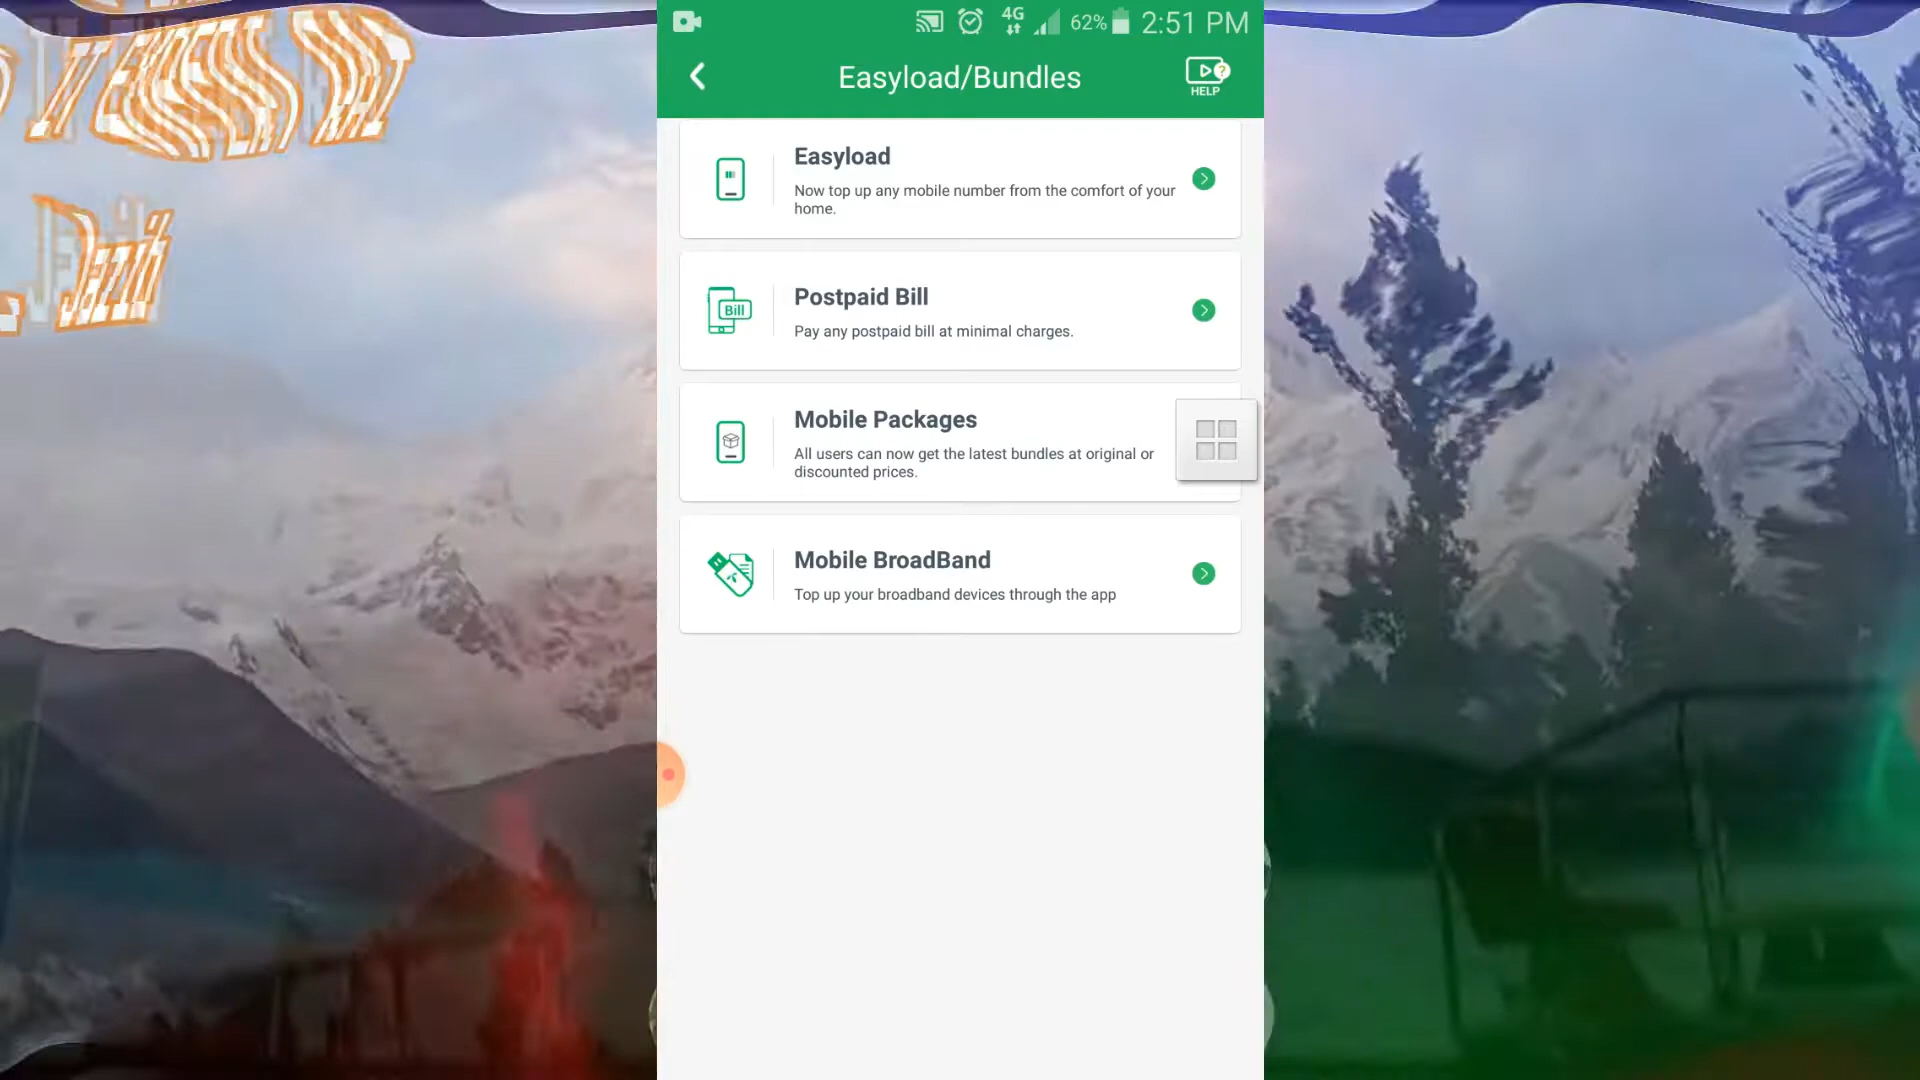 4G 62% 2:51 PM
Easyload/Bundles
HELP
Easyload
Now top up any mobile number from the comfort of your
home.
Bill
Postpaid Bill
Pay any postpaid bill at minimal charges.
Mobile Packages
All users can now get the latest bundles at original or
discounted prices.
Mobile BroadBand
Top up your broadband devices through the app